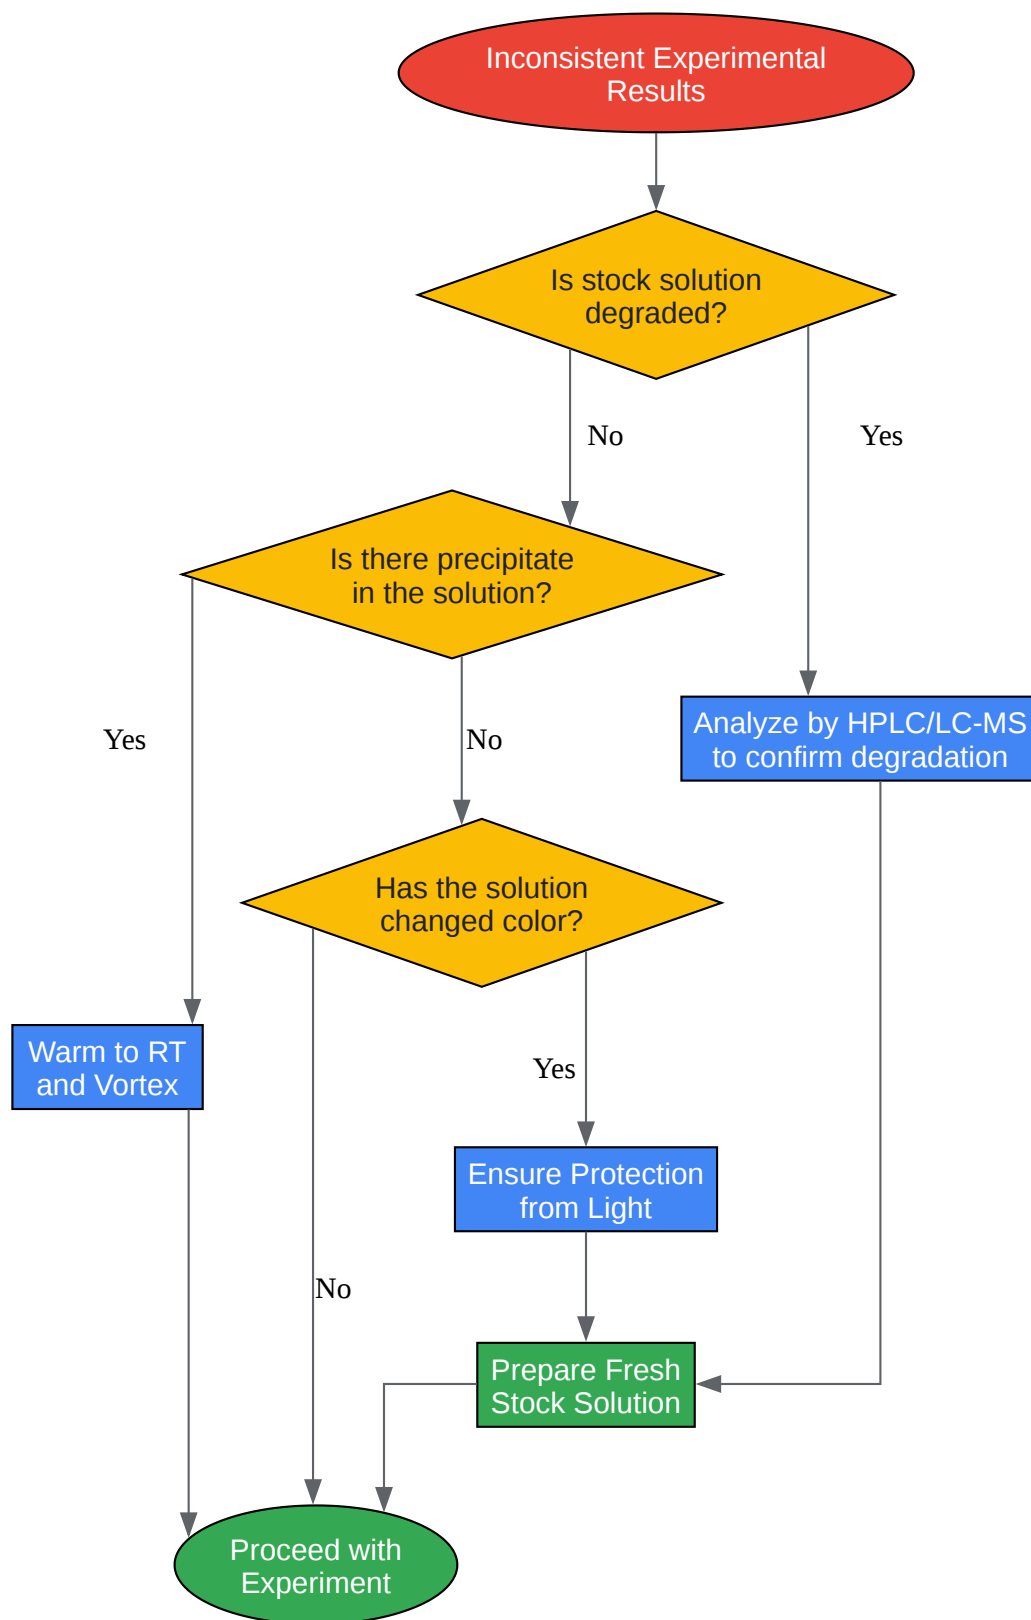 Inconsistent Experimental
Results
Is stock solution
degraded?
No
Yes
Is there precipitate
in the solution?
Yes
No
Analyze by HPLC/LC-MS
to confirm degradation
Has the solution
changed color?
Warm to RT
and Vortex
Yes
Ensure Protection
from Light
No
Prepare Fresh
Stock Solution
Proceed with
Experiment